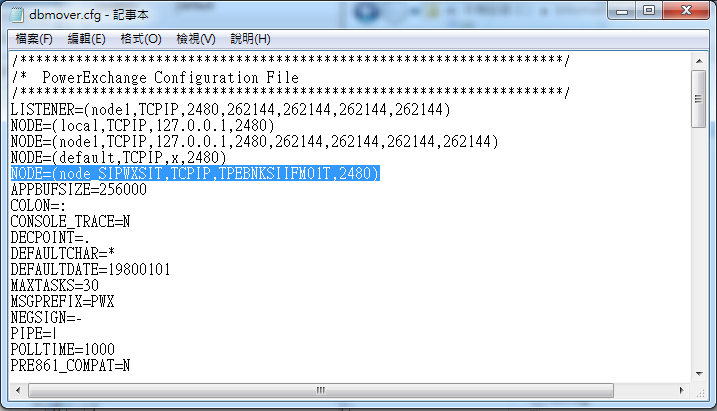 dbmover.cfg - 記事本
檔案(F) 編輯(E) 格式(O) 檢視(V) 說明(H)
/********************************************************************/
/*  PowerExchange Configuration File
/********************************************************************/
LISTENER=(node1,TCPIP,2480,262144,262144,262144,262144)
NODE=(local,TCPIP,127.0.0.1,2480)
NODE=(node1,TCPIP,127.0.0.1,2480,262144,262144,262144,262144)
NODE=(default,TCPIP,x,2480)
NODE=(node_SIPWXSIT,TCPIP,TPEBNKSIIFM01T,2480)
APPBUFSIZE=256000
COLON=:
CONSOLE_TRACE=N
DECPOINT=.
DEFAULTCHAR=*
DEFAULTDATE=19800101
MAXTASKS=30
MSGPREFIX=PWX
NEGSIGN=-
PIPE=|
POLLTIME=1000
PRE861_COMPAT=N